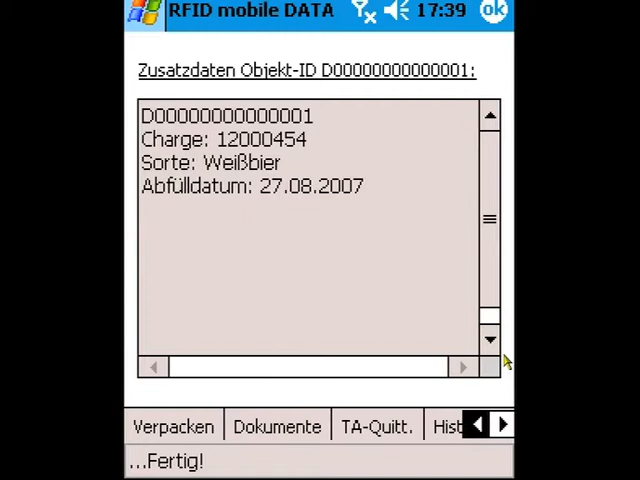 RFID mobile DATA 17:39 ok
Zusatzdaten Objekt-ID D00000000000001:
D00000000000001
Charge: 12000454
Sorte: Weißbier
Abfülldatum: 27.08.2007
Verpacken Dokumente TA-Quitt. Hist
...Fertig!